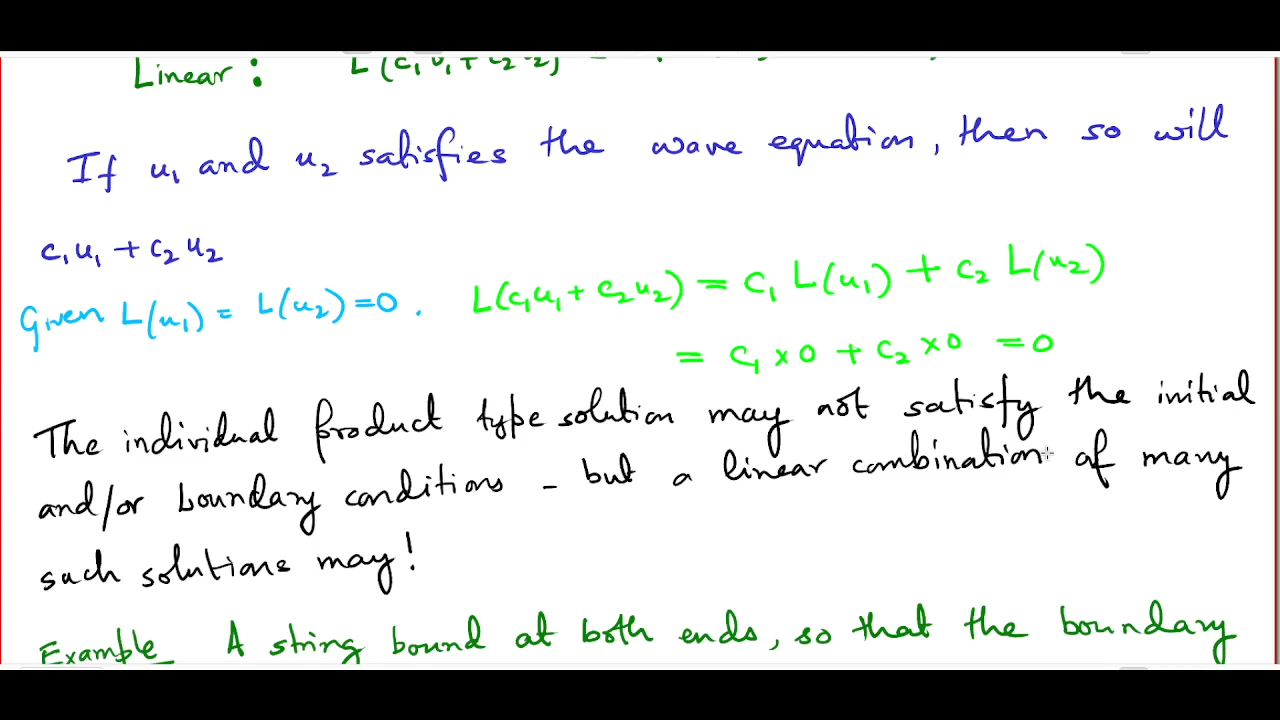 Linear : L(c₁u₁ + c₂u₂) =
If u₁ and u₂ satisfies the wave equation, then so will
c₁u₁ + c₂u₂
Given L(u₁) = L(u₂) = 0 . L(c₁u₁ + c₂u₂) = c₁ L(u₁) + c₂ L(u₂)
= c₁ × 0 + c₂ × 0 = 0
The individual product type solution may not satisfy the initial
and/or boundary conditions - but a linear combination of many
such solutions may!
Example A string bound at both ends, so that the boundary